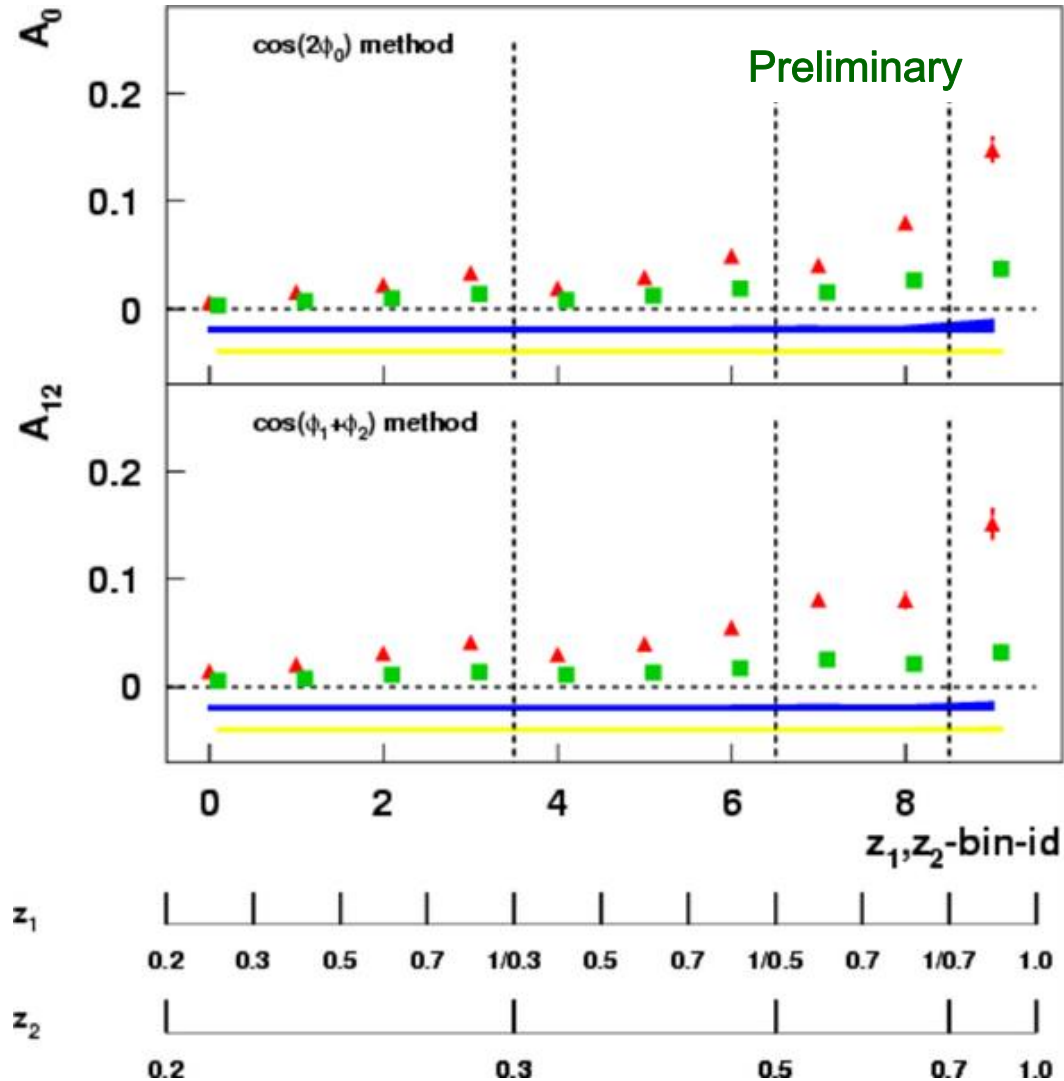 A₀
cos(2ϕ₀) method
Preliminary
0.2
0.1
0
A₁₂
cos(ϕ₁+ϕ₂) method
0.2
0.1
0
0 2 4 6 8
z₁,z₂-bin-id
z₁
0.2 0.3 0.5 0.7 1/0.3 0.5 0.7 1/0.5 0.7 1/0.7 1.0
z₂
0.2 0.3 0.5 0.7 1.0